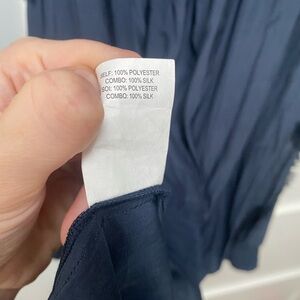 SELF: 100% POLYESTER
COMBO: 100% SILK
SOI: 100% POLYESTER
COMBO: 100% SILK